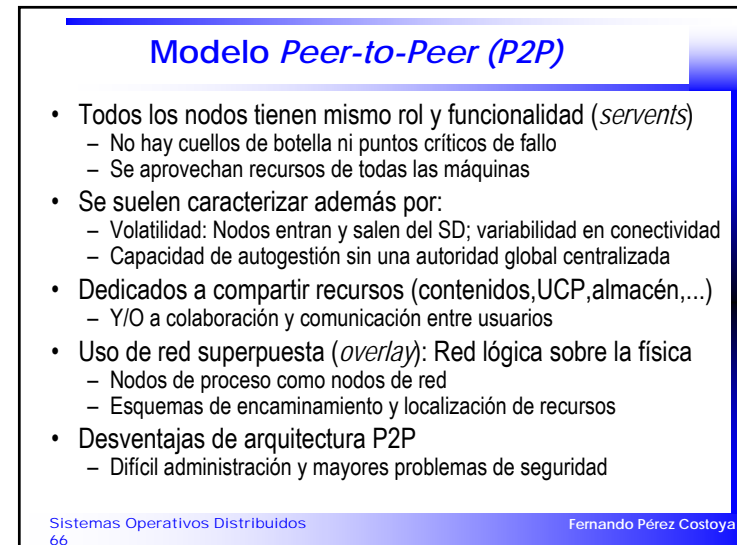 Modelo Peer-to-Peer (P2P)
• Todos los nodos tienen mismo rol y funcionalidad (servents)
– No hay cuellos de botella ni puntos críticos de fallo
– Se aprovechan recursos de todas las máquinas
• Se suelen caracterizar además por:
– Volatilidad: Nodos entran y salen del SD; variabilidad en conectividad
– Capacidad de autogestión sin una autoridad global centralizada
• Dedicados a compartir recursos (contenidos,UCP,almacén,...)
– Y/O a colaboración y comunicación entre usuarios
• Uso de red superpuesta (overlay): Red lógica sobre la física
– Nodos de proceso como nodos de red
– Esquemas de encaminamiento y localización de recursos
• Desventajas de arquitectura P2P
– Difícil administración y mayores problemas de seguridad
Sistemas Operativos Distribuidos
66
Fernando Pérez Costoya